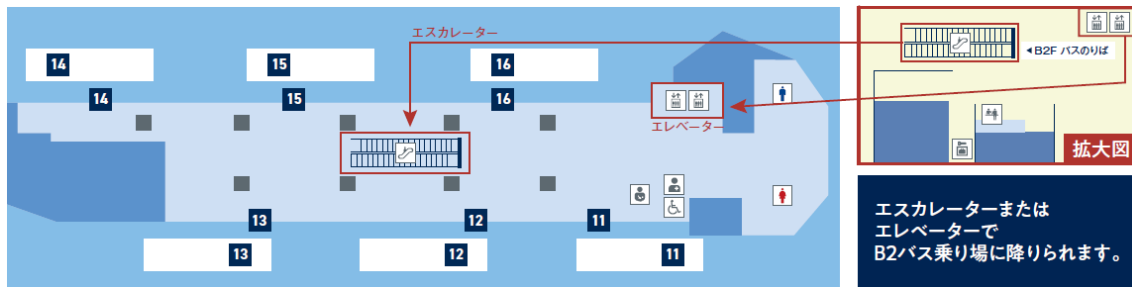 エスカレーター
14
15
16
14
15
16
エレベーター
13
12
11
13
12
11
◀B2F バスのりば
拡大図
エスカレーターまたは
エレベーターで
B2バス乗り場に降りられます。